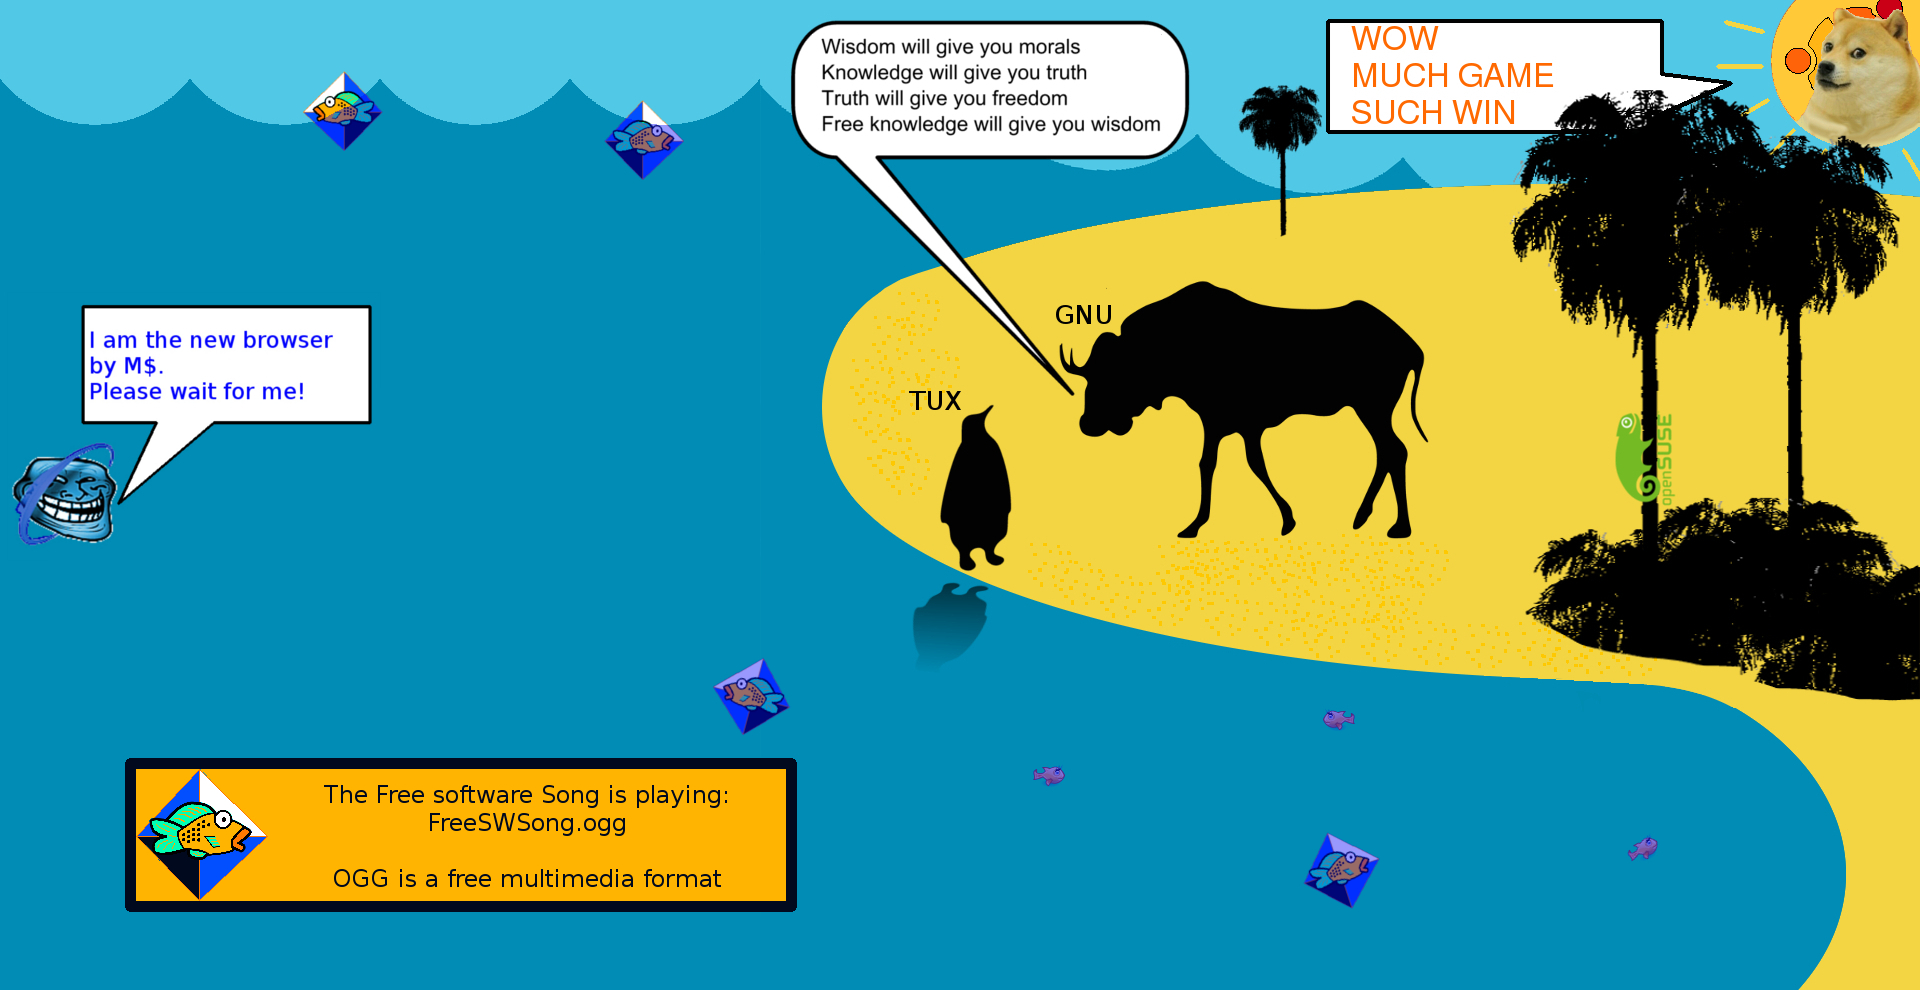 Wisdom will give you morals
Knowledge will give you truth
Truth will give you freedom
Free knowledge will give you wisdom
WOW
MUCH GAME
SUCH WIN
I am the new browser
by M$.
Please wait for me!
GNU
TUX
openSUSE
The Free software Song is playing:
FreeSWSong.ogg
OGG is a free multimedia format